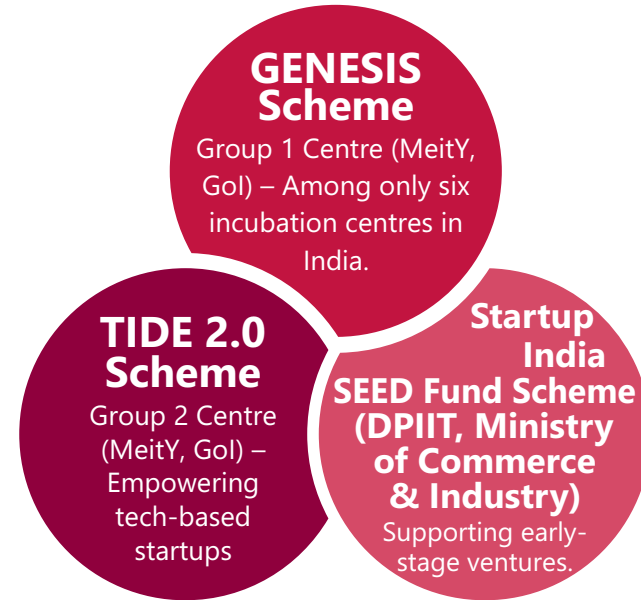 GENESIS
Scheme
Group 1 Centre (MeitY,
GoI) – Among only six
incubation centres in
India.
TIDE 2.0
Scheme
Group 2 Centre
(MeitY, GoI) –
Empowering
tech-based
startups
Startup
India
SEED Fund Scheme
(DPIIT, Ministry
of Commerce
& Industry)
Supporting early-
stage ventures.